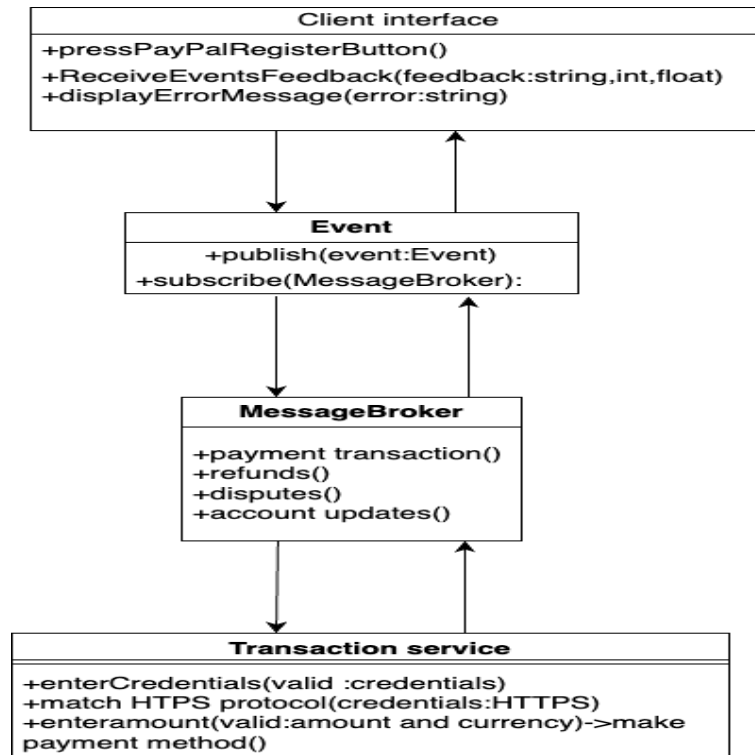 Client interface
+pressPayPalRegisterButton()
+ReceiveEventsFeedback(feedback:string,int,float)
+displayErrorMessage(error:string)
Event
+publish(event:Event)
+subscribe(MessageBroker):
MessageBroker
+payment transaction()
+refunds()
+disputes()
+account updates()
Transaction service
+enterCredentials(valid :credentials)
+match HTPS protocol(credentials:HTTPS)
+enteramount(valid:amount and currency)->make
payment method()